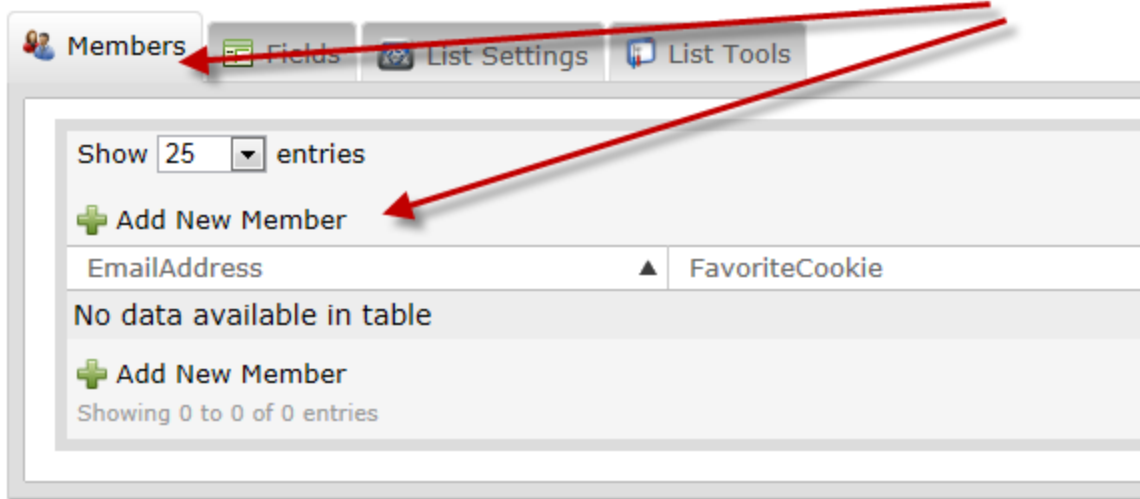 Members Fields List Settings List Tools
Show 25 entries
Add New Member
EmailAddress FavoriteCookie
No data available in table
Add New Member
Showing 0 to 0 of 0 entries